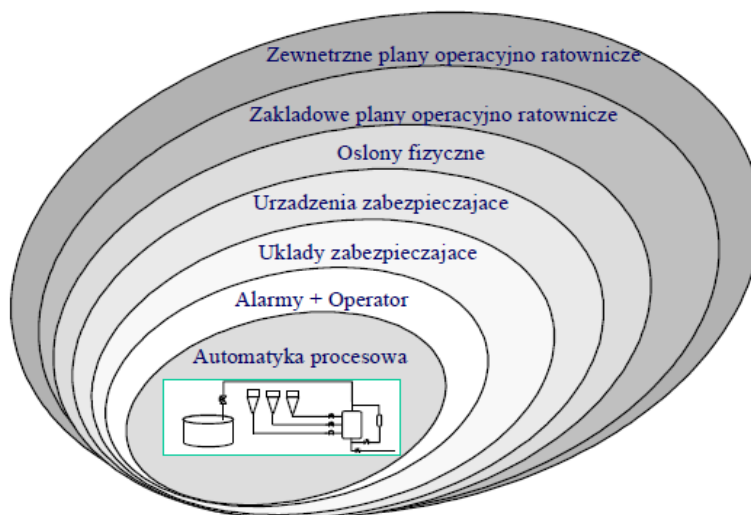 Zewnetrzne plany operacyjno ratownicze
Zakladowe plany operacyjno ratownicze
Oslony fizyczne
Urzadzenia zabezpieczajace
Uklady zabezpieczajace
Alarmy + Operator
Automatyka procesowa